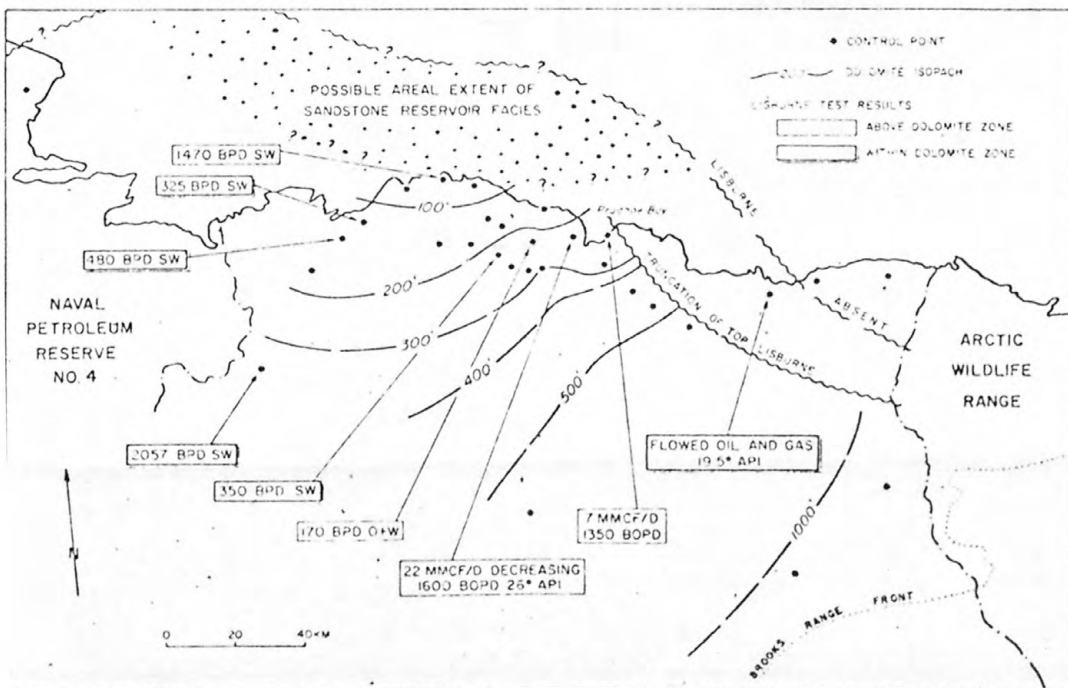 CONTROL POINT
200'
DOLOMITE ISOPACH
LISBURNE TEST RESULTS
ABOVE DOLOMITE ZONE
WITHIN DOLOMITE ZONE
?
?
?
?
POSSIBLE AREAL EXTENT OF
SANDSTONE RESERVOIR FACIES
?
?
?
?
?
1470 BPD SW
325 BPD SW
480 BPD SW
100'
Prudhoe Bay
LISBURNE
ABSENT
TRUNCATION OF TOP LISBURNE
NAVAL
PETROLEUM
RESERVE
NO. 4
ARCTIC
WILDLIFE
RANGE
200'
300'
400'
500'
1000'
2057 BPD SW
350 BPD SW
170 BPD O+W
22 MMCF/D DECREASING
1600 BOPD 26° API
7 MMCF/D
1350 BOPD
FLOWED OIL AND GAS
19.5° API
N
0 20 40 KM
BROOKS RANGE FRONT